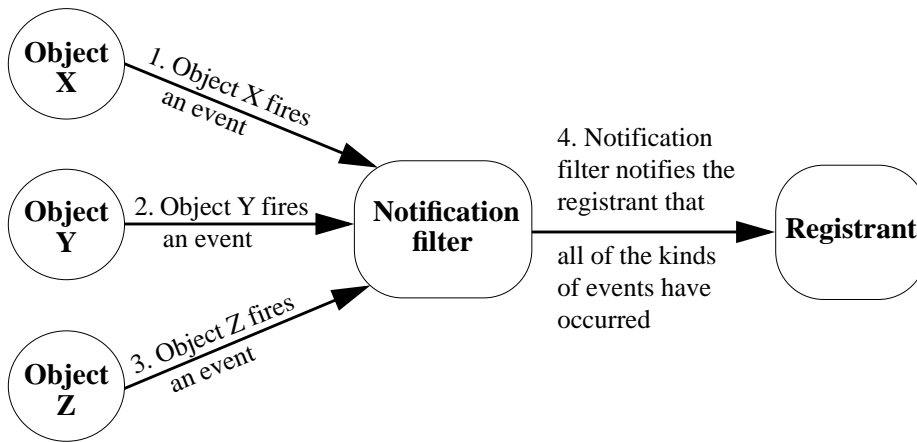 Object
X
1. Object X fires
an event
Object
Y
2. Object Y fires
an event
Object
Z
3. Object Z fires
an event
Notification
filter
4. Notification
filter notifies the
registrant that
all of the kinds
of events have
occurred
Registrant